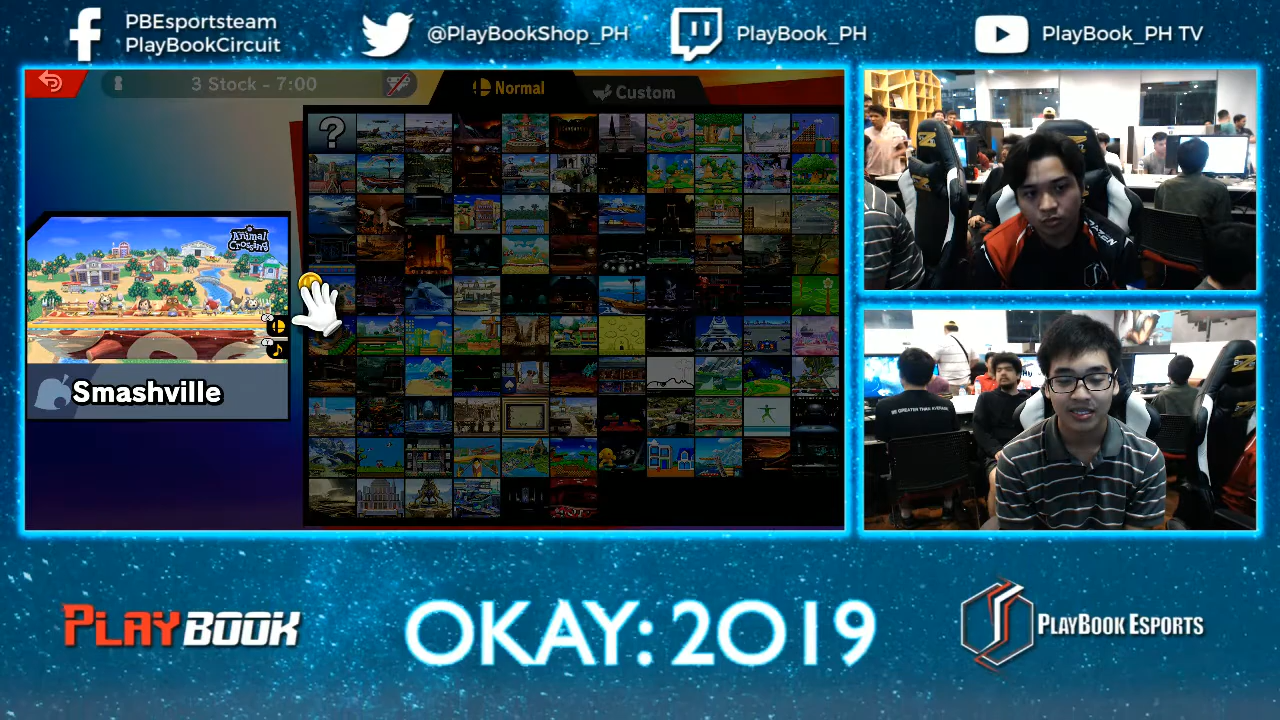 PBEsportsteam
PlayBookCircuit
@PlayBookShop_PH
PlayBook_PH
PlayBook_PH TV
3 Stock - 7:00
Normal
Custom
?
Animal
Crossing
Smashville
PLAYBOOK
OKAY: 2019
PLAYBOOK ESPORTS